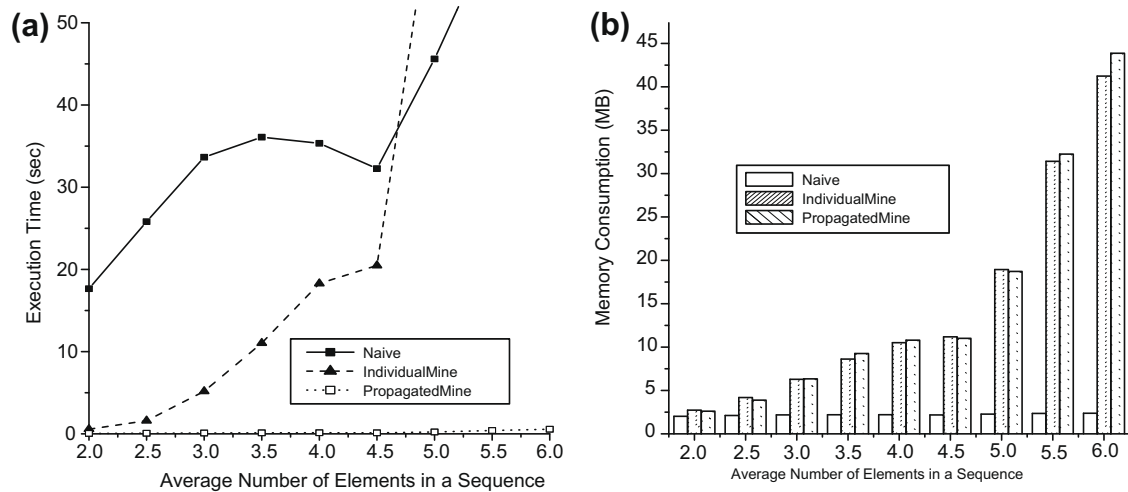 (a)
50
40
30
20
10
0
Execution Time (sec)
Naive
IndividualMine
PropagatedMine
2.0 2.5 3.0 3.5 4.0 4.5 5.0 5.5 6.0
Average Number of Elements in a Sequence
(b)
45
40
35
30
25
20
15
10
5
0
Memory Consumption (MB)
Naive
IndividualMine
PropagatedMine
2.0 2.5 3.0 3.5 4.0 4.5 5.0 5.5 6.0
Average Number of Elements in a Sequence